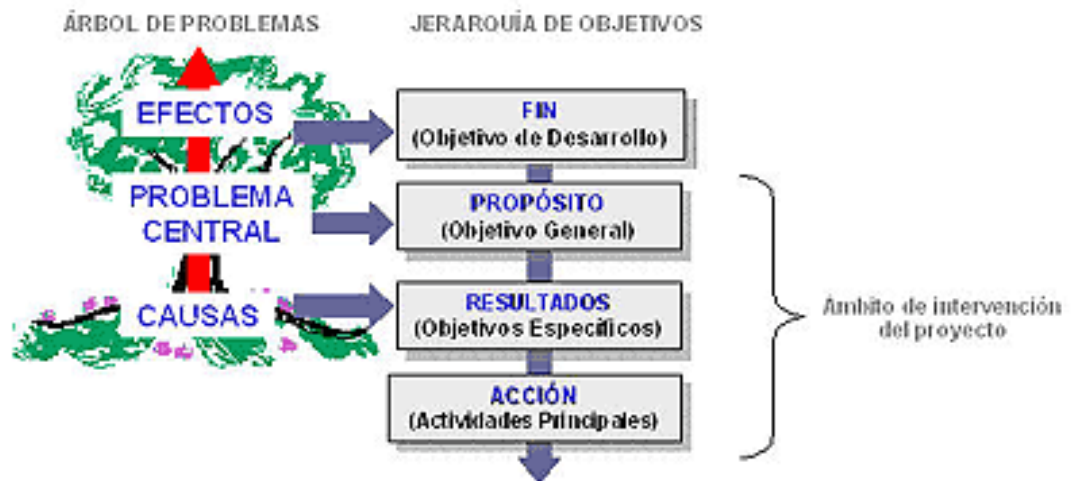 ÁRBOL DE PROBLEMAS
JERARQUÍA DE OBJETIVOS
EFECTOS
FIN
(Objetivo de Desarrollo)
PROBLEMA
CENTRAL
PROPÓSITO
(Objetivo General)
CAUSAS
RESULTADOS
(Objetivos Específicos)
Ámbito de intervención
del proyecto
ACCIÓN
(Actividades Principales)